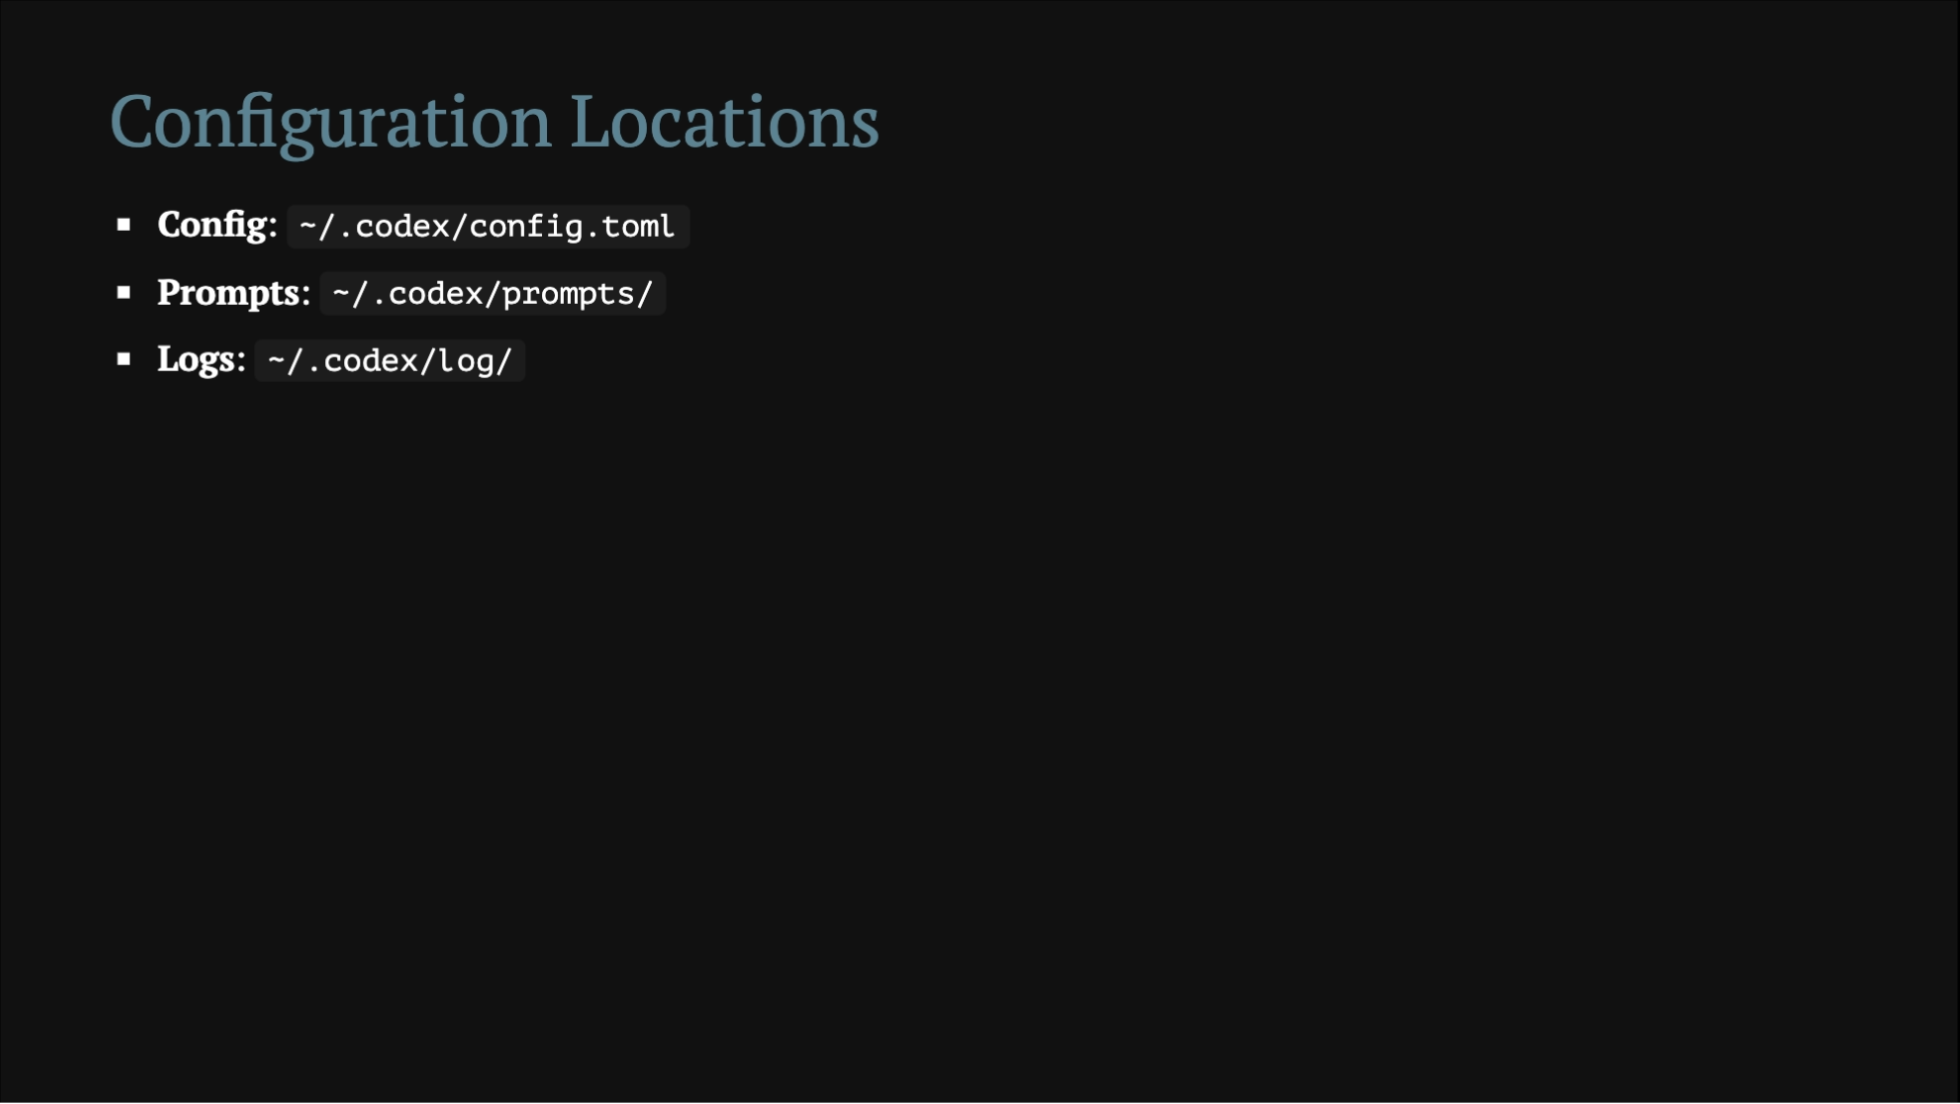 Configuration Locations
▪ Config: ~/.codex/config.toml
▪ Prompts: ~/.codex/prompts/
▪ Logs: ~/.codex/log/